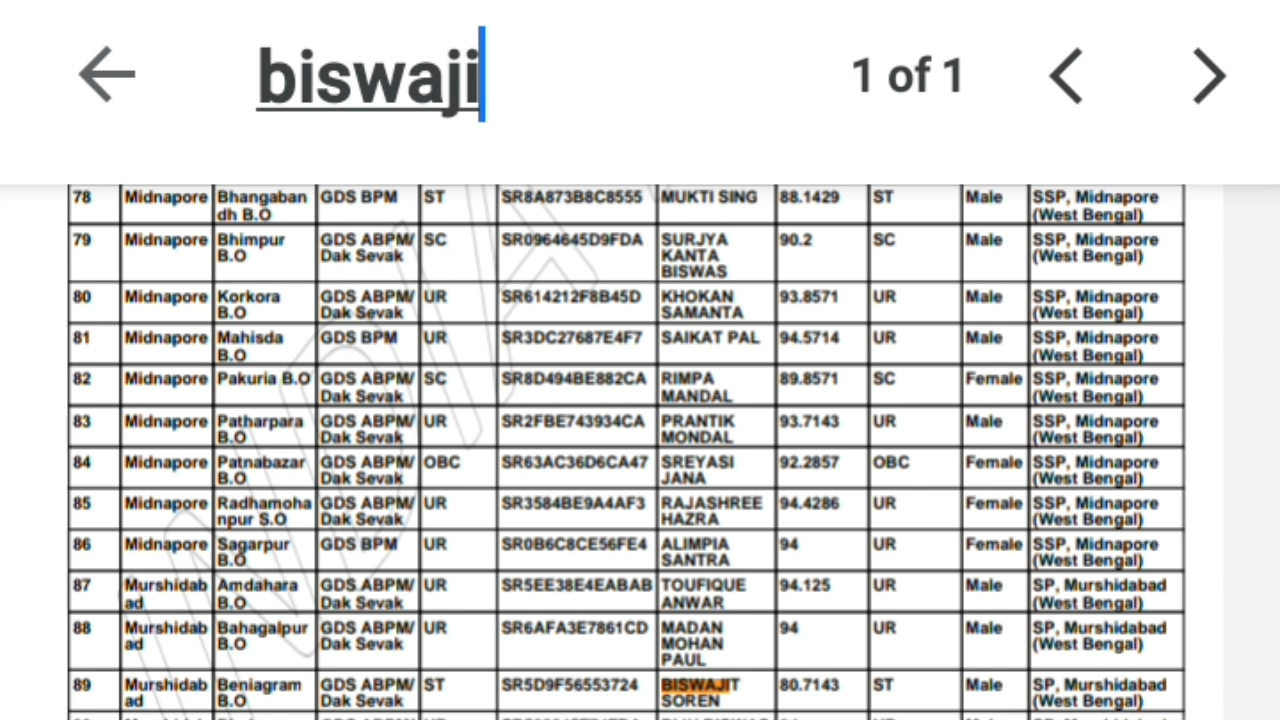 biswaji
1 of 1
78 Midnapore Bhangaban GDS BPM ST SR8A873B8C8555 MUKTI SING 88.1429 ST Male SSP, Midnapore
dh B.O (West Bengal)
79 Midnapore Bhimpur GDS ABPM/ SC SR0964645D9FDA SURJYA 90.2 SC Male SSP, Midnapore
B.O Dak Sevak KANTA (West Bengal)
BISWAS
80 Midnapore Korkora GDS ABPM/ UR SR614212F8B45D KHOKAN 93.8571 UR Male SSP, Midnapore
B.O Dak Sevak SAMANTA (West Bengal)
81 Midnapore Mahisda GDS BPM UR SR3DC27687E4F7 SAIKAT PAL 94.5714 UR Male SSP, Midnapore
B.O (West Bengal)
82 Midnapore Pakuria B.O GDS ABPM/ SC SR8D494BE882CA RIMPA 89.8571 SC Female SSP, Midnapore
Dak Sevak MANDAL (West Bengal)
83 Midnapore Patharpara GDS ABPM/ UR SR2FBE743934CA PRANTIK 93.7143 UR Male SSP, Midnapore
B.O Dak Sevak MONDAL (West Bengal)
84 Midnapore Patnabazar GDS ABPM/ OBC SR63AC36D6CA47 SREYASI 92.2857 OBC Female SSP, Midnapore
B.O Dak Sevak JANA (West Bengal)
85 Midnapore Radhamoha GDS ABPM/ UR SR3584BE9A4AF3 RAJASHREE 94.4286 UR Female SSP, Midnapore
npur S.O Dak Sevak HAZRA (West Bengal)
86 Midnapore Sagarpur GDS BPM UR SR0B6C8CE56FE4 ALIMPIA 94 UR Female SSP, Midnapore
B.O SANTRA (West Bengal)
87 Murshidab Amdahara GDS ABPM/ UR SR5EE38E4EABAB TOUFIQUE 94.125 UR Male SP, Murshidabad
ad B.O Dak Sevak ANWAR (West Bengal)
88 Murshidab Bahagalpur GDS ABPM/ UR SR6AFA3E7861CD MADAN 94 UR Male SP, Murshidabad
ad B.O Dak Sevak MOHAN (West Bengal)
PAUL
89 Murshidab Beniagram GDS ABPM/ ST SR5D9F56553724 BISWAJIT 80.7143 ST Male SP, Murshidabad
ad B.O Dak Sevak SOREN (West Bengal)